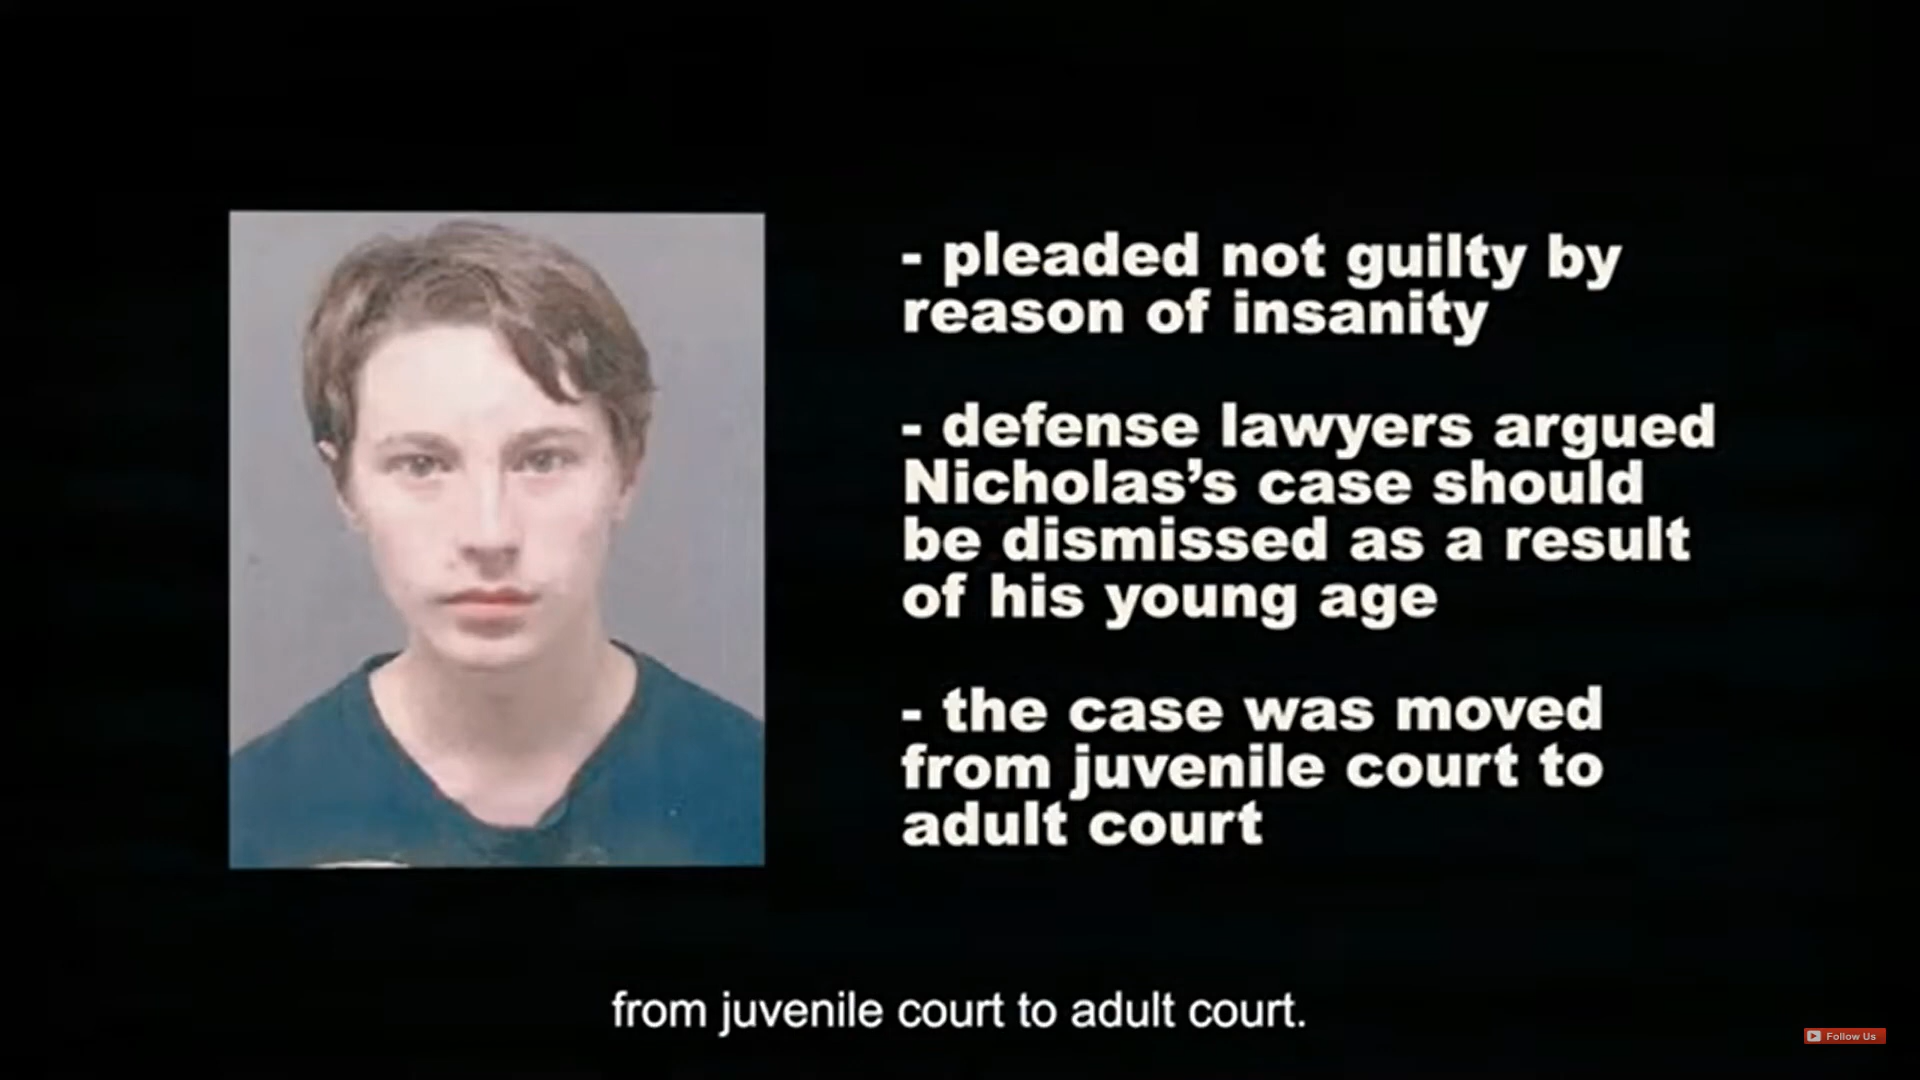 - pleaded not guilty by
reason of insanity
- defense lawyers argued
Nicholas’s case should
be dismissed as a result
of his young age
- the case was moved
from juvenile court to
adult court
from juvenile court to adult court.
Follow Us